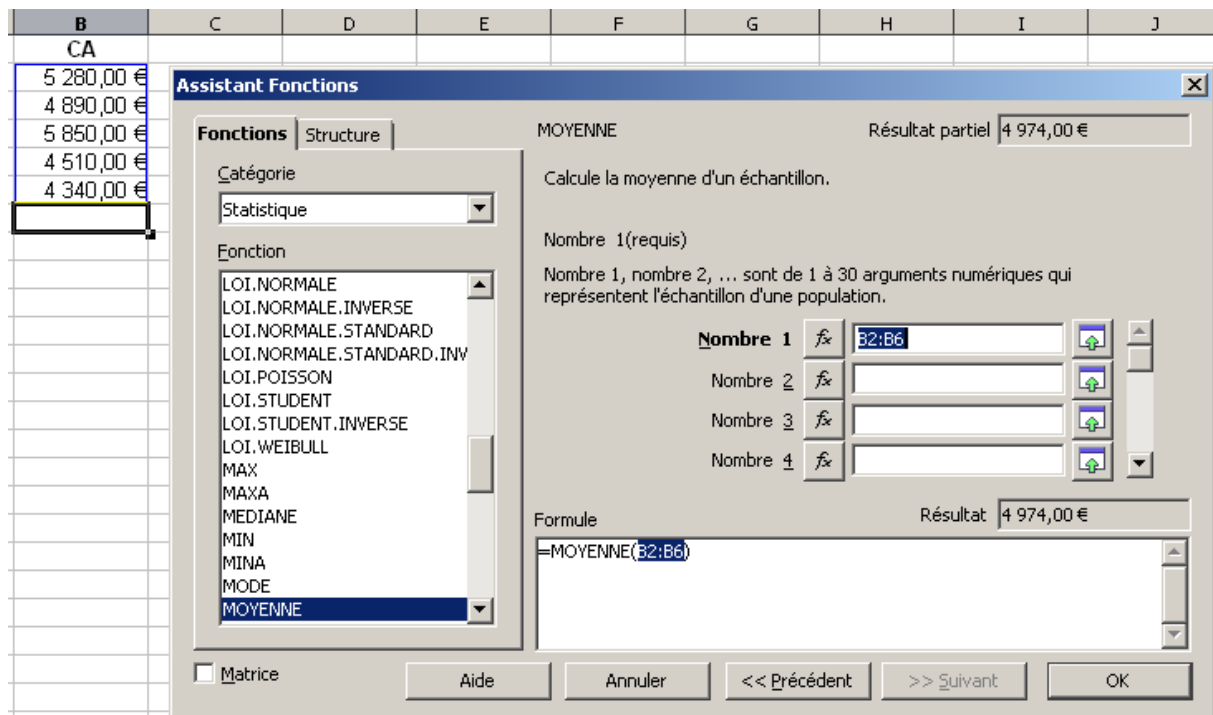 B C D E F G H I J
CA
5 280,00 €
4 890,00 €
5 850,00 €
4 510,00 €
4 340,00 €
Assistant Fonctions
Fonctions Structure
Catégorie
Statistique
Fonction
LOI.NORMALE
LOI.NORMALE.INVERSE
LOI.NORMALE.STANDARD
LOI.NORMALE.STANDARD.INV
LOI.POISSON
LOI.STUDENT
LOI.STUDENT.INVERSE
LOI.WEIBULL
MAX
MAXA
MEDIANE
MIN
MINA
MODE
MOYENNE
MOYENNE Résultat partiel 4 974,00 €
Calcule la moyenne d'un échantillon.
Nombre 1(requis)
Nombre 1, nombre 2, ... sont de 1 à 30 arguments numériques qui
représentent l'échantillon d'une population.
Nombre 1 fx B2:B6
Nombre 2 fx
Nombre 3 fx
Nombre 4 fx
Formule Résultat 4 974,00 €
=MOYENNE(B2:B6)
Matrice Aide Annuler << Précédent >> Suivant OK